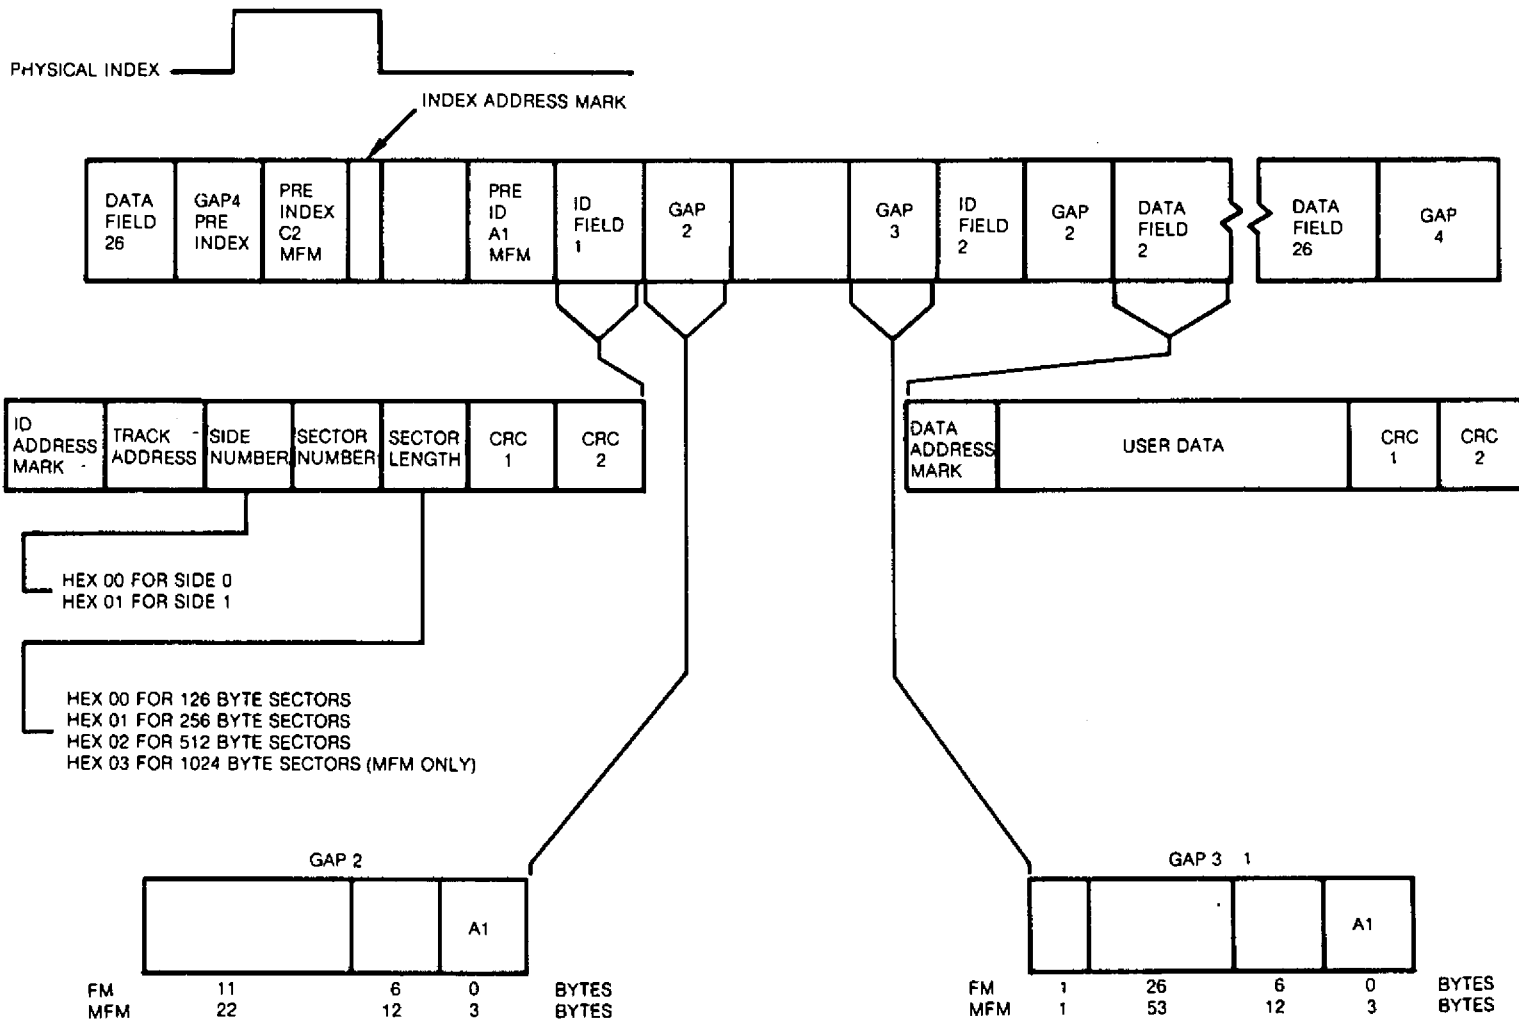 PHYSICAL INDEX
INDEX ADDRESS MARK
DATA
FIELD
26
GAP4
PRE
INDEX
PRE
INDEX
C2
MFM
PRE
ID
A1
MFM
ID
FIELD
1
GAP
2
GAP
3
ID
FIELD
2
GAP
2
DATA
FIELD
2
DATA
FIELD
26
GAP
4
ID
ADDRESS
MARK
TRACK
ADDRESS
SIDE
NUMBER
SECTOR
NUMBER
SECTOR
LENGTH
CRC
1
CRC
2
DATA
ADDRESS
MARK
USER DATA
CRC
1
CRC
2
HEX 00 FOR SIDE 0
HEX 01 FOR SIDE 1
HEX 00 FOR 126 BYTE SECTORS
HEX 01 FOR 256 BYTE SECTORS
HEX 02 FOR 512 BYTE SECTORS
HEX 03 FOR 1024 BYTE SECTORS (MFM ONLY)
GAP 2
A1
FM 11 6 0 BYTES
MFM 22 12 3 BYTES
GAP 3 1
A1
FM 1 26 6 0 BYTES
MFM 1 53 12 3 BYTES